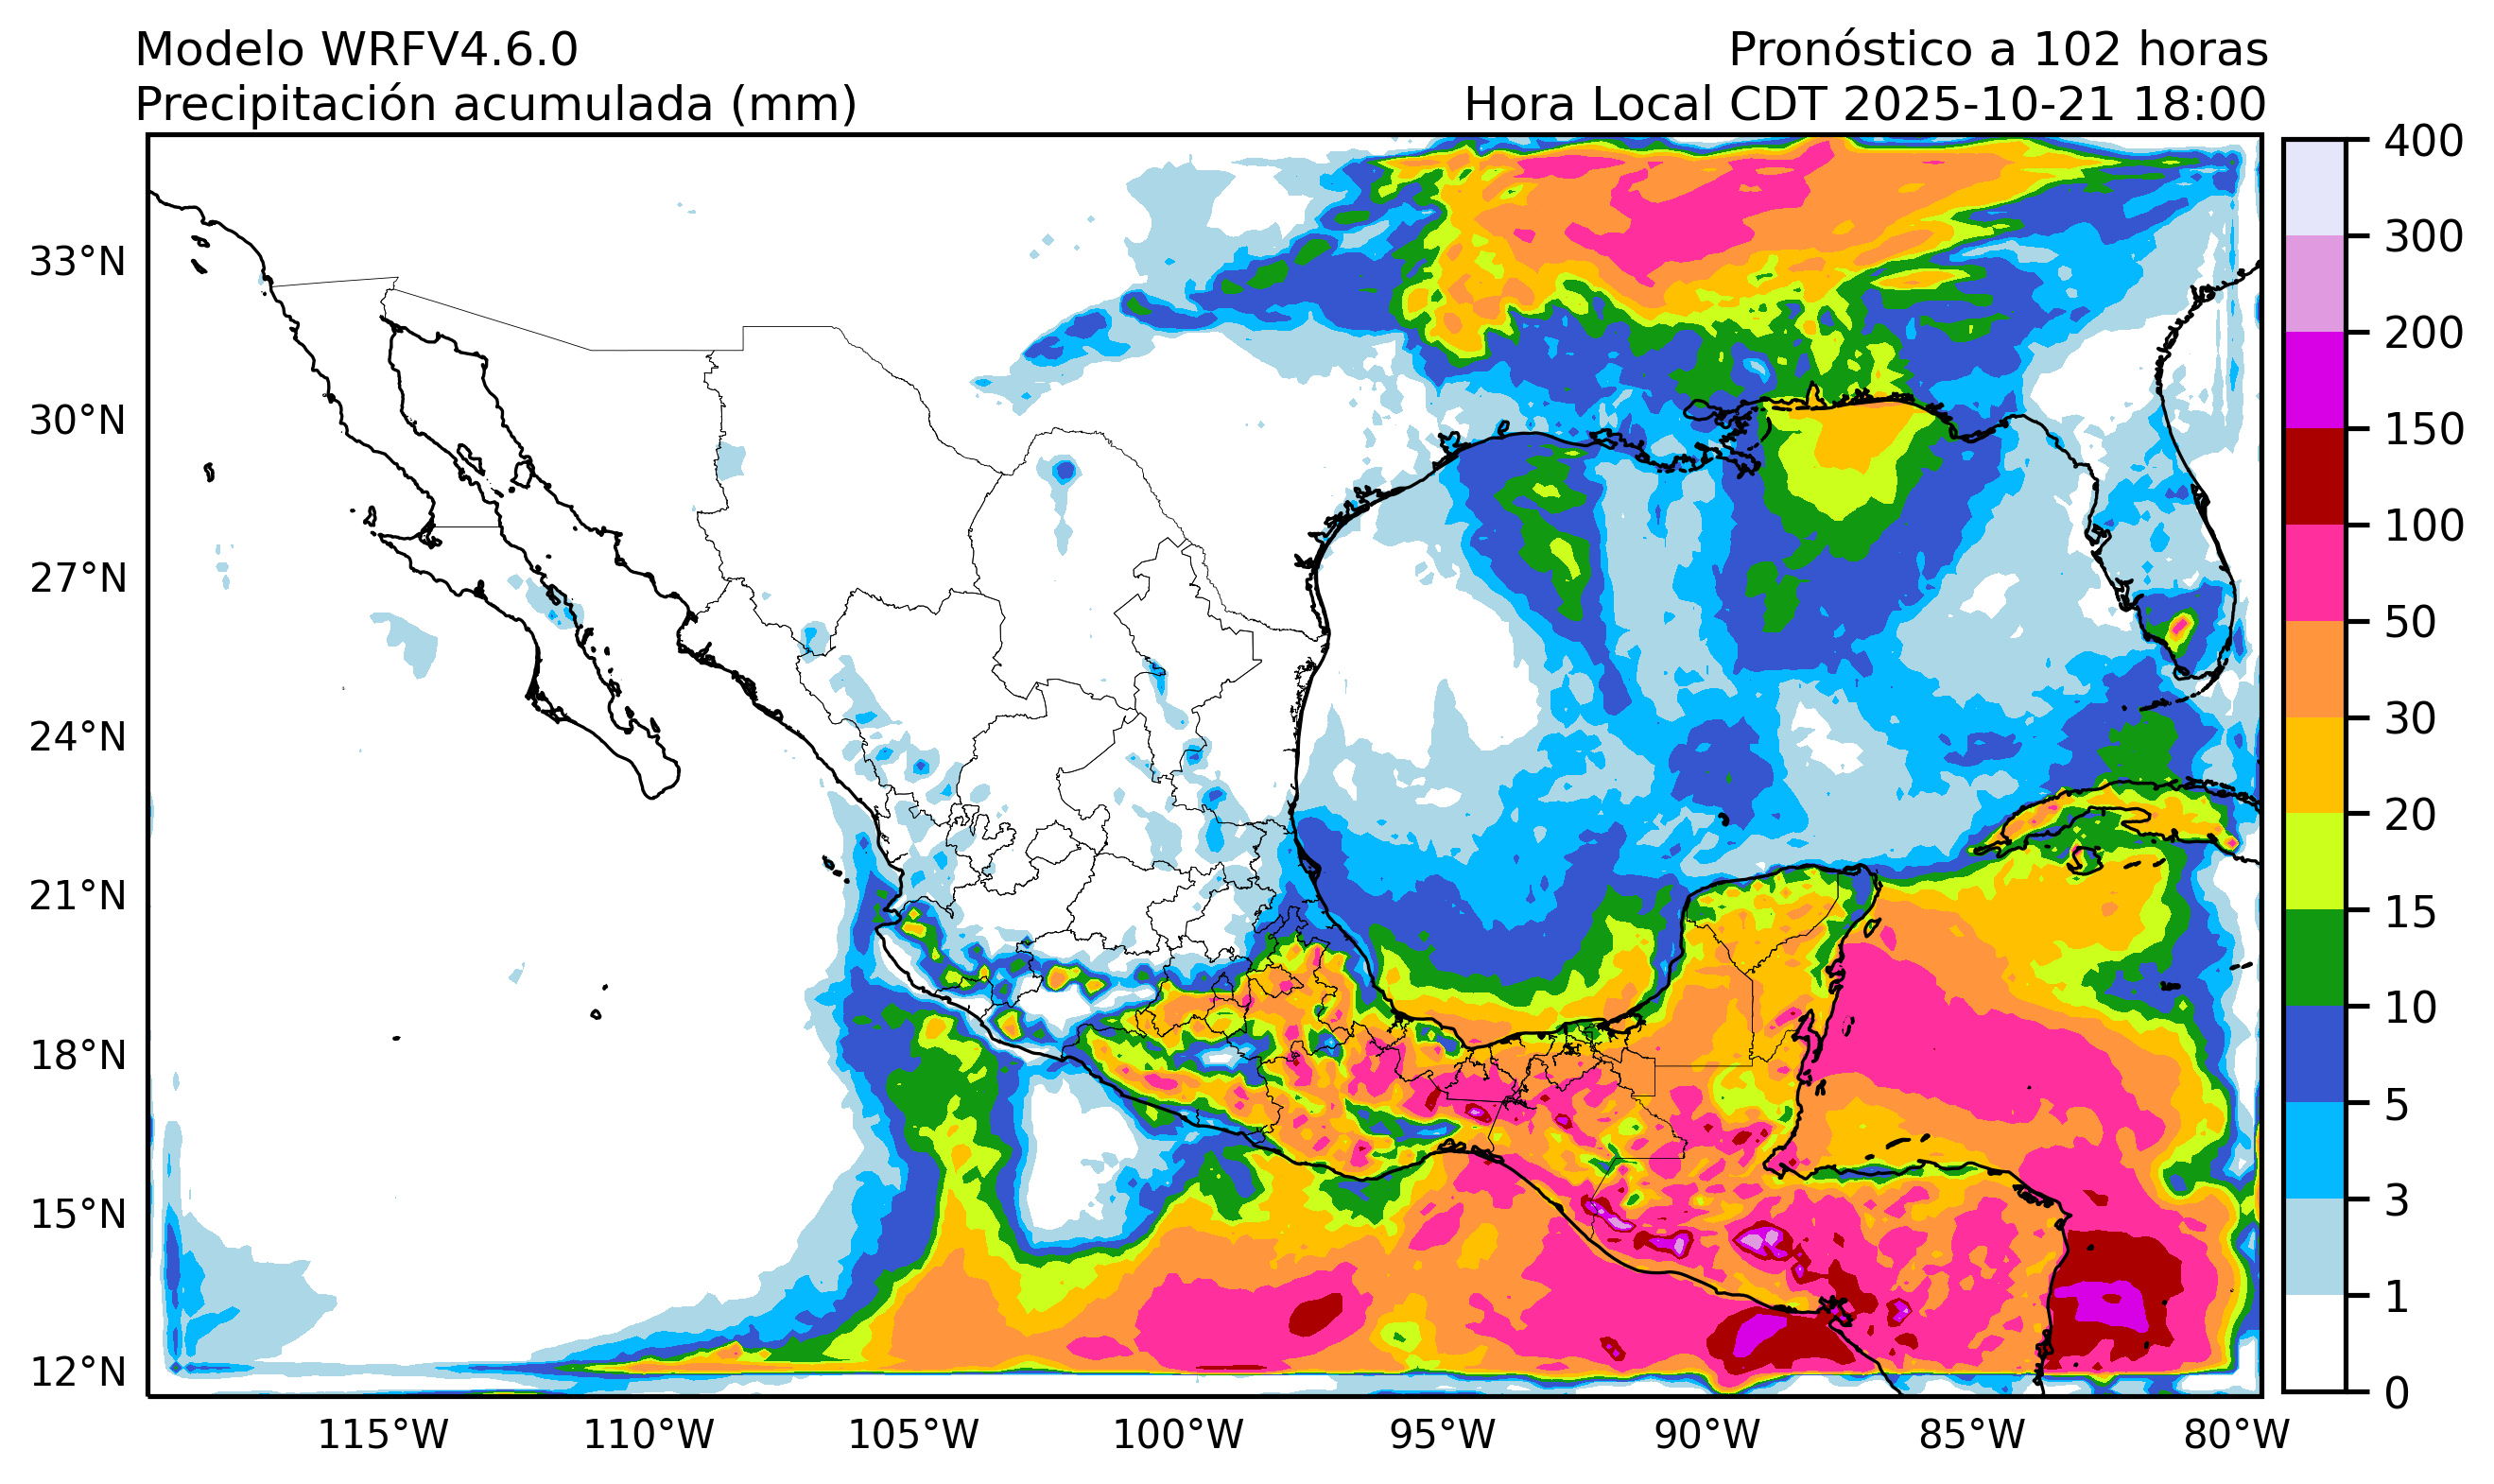 Modelo WRFV4.6.0
Pronóstico a 102 horas
Precipitación acumulada (mm)
Hora Local CDT 2025-10-21 18:00
33°N
30°N
27°N
24°N
21°N
18°N
15°N
12°N
115°W
110°W
105°W
100°W
95°W
90°W
85°W
80°W
400
300
200
150
100
50
30
20
15
10
5
3
1
0